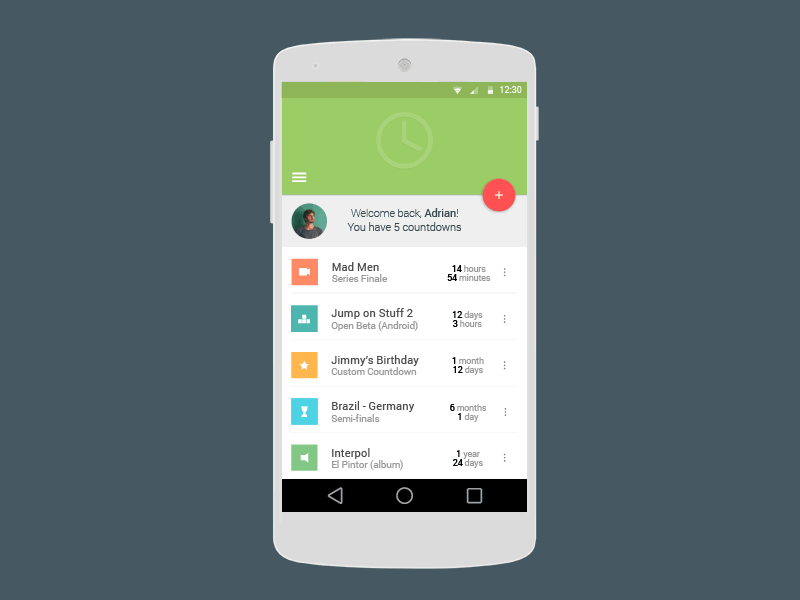 12:30
+
Welcome back, Adrian!
You have 5 countdowns
Mad Men
Series Finale
14 hours
54 minutes
Jump on Stuff 2
Open Beta (Android)
12 days
3 hours
Jimmy's Birthday
Custom Countdown
1 month
12 days
Brazil - Germany
Semi-finals
6 months
1 day
Interpol
El Pintor (album)
1 year
24 days